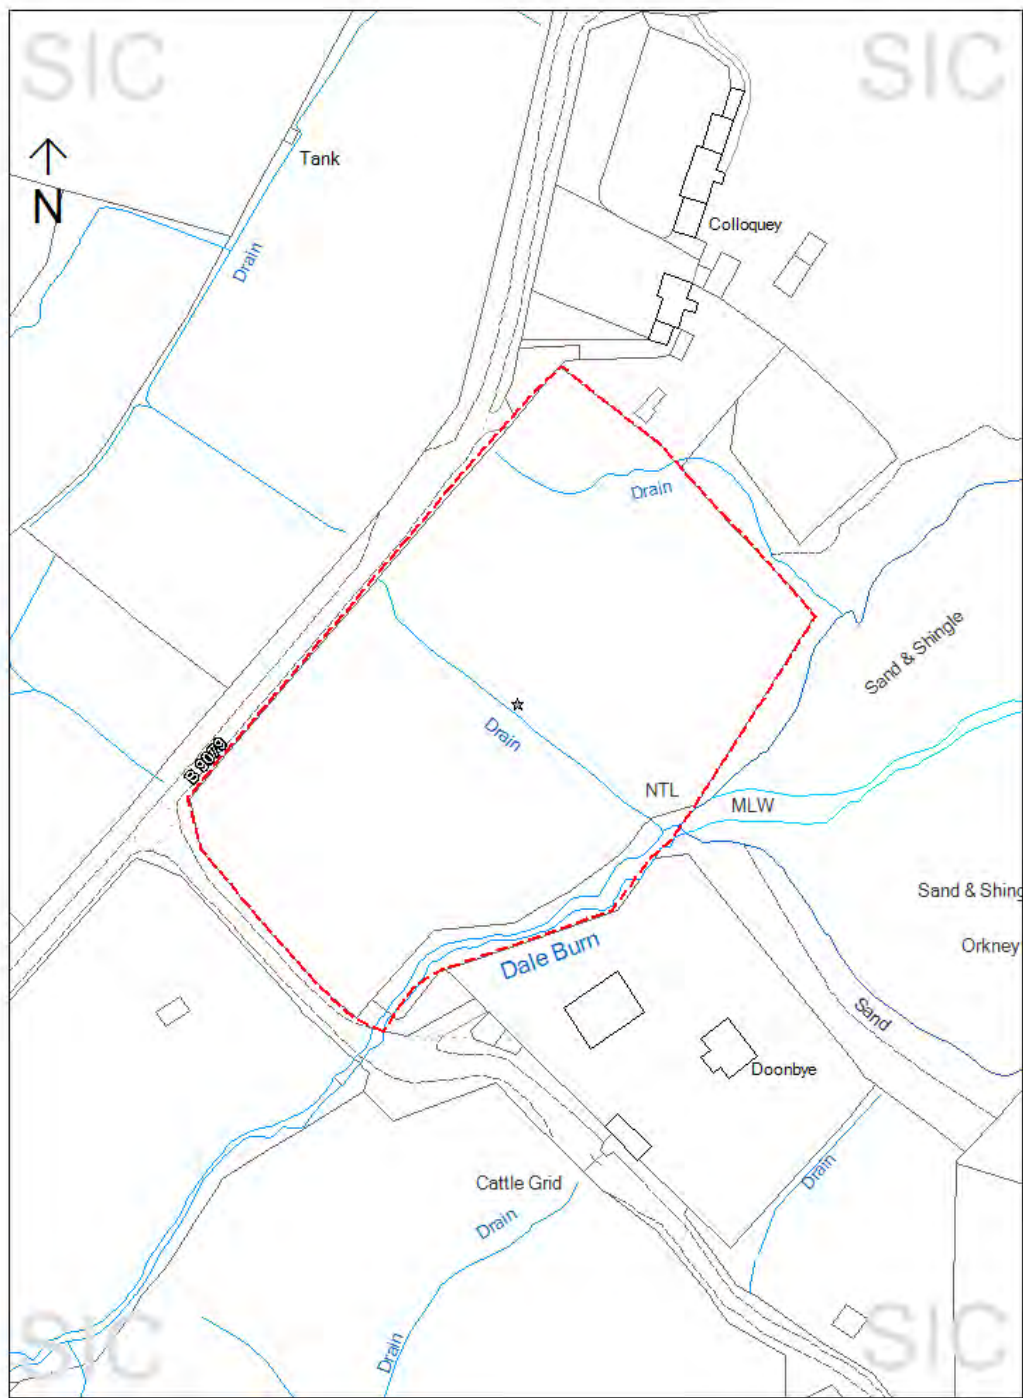 SIC
SIC
N
Tank
Colloquey
Drain
Drain
Sand & Shingle
Drain
B 9079
NTL
MLW
Sand & Shing
Orkney
Dale Burn
Sand
Doonbye
Cattle Grid
Drain
Drain
Drain
SIC
SIC